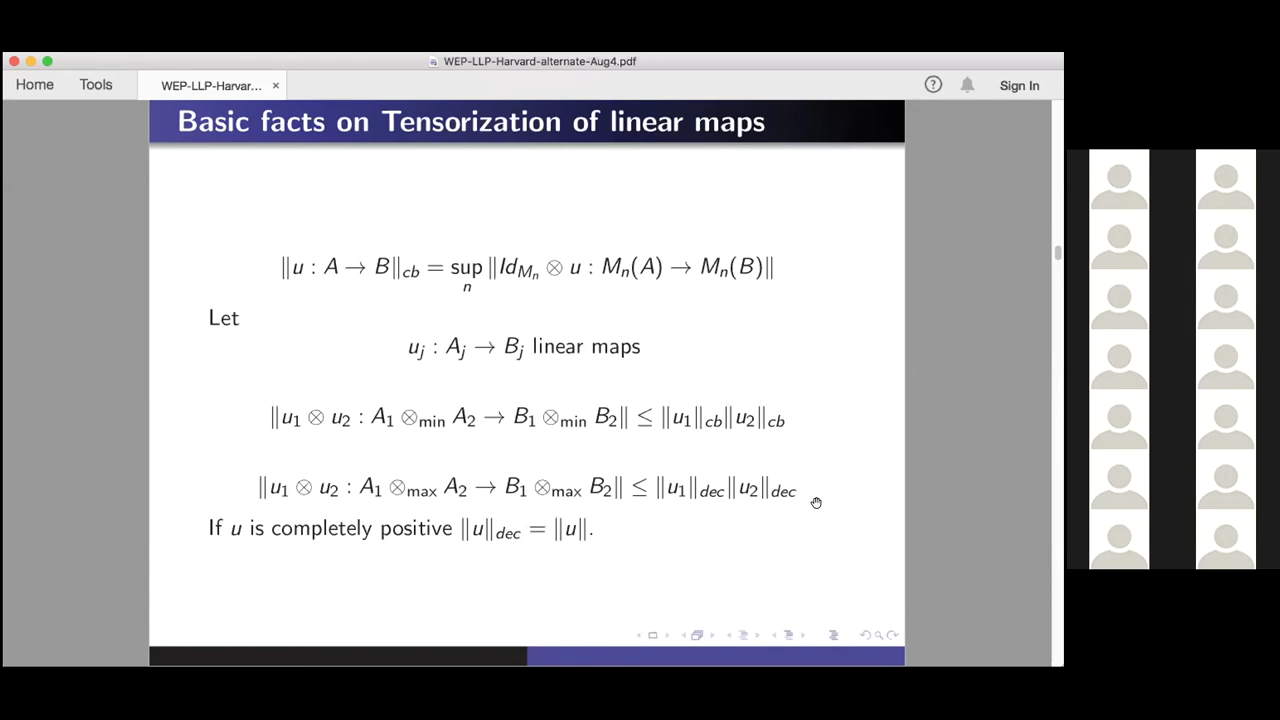 WEP-LLP-Harvard-alternate-Aug4.pdf
Home Tools WEP-LLP-Harvar... × ? Sign In
Basic facts on Tensorization of linear maps
‖u : A → B‖_cb = sup_n ‖Id_{M_n} ⊗ u : M_n(A) → M_n(B)‖
Let
u_j : A_j → B_j linear maps
‖u_1 ⊗ u_2 : A_1 ⊗_min A_2 → B_1 ⊗_min B_2‖ ≤ ‖u_1‖_cb‖u_2‖_cb
‖u_1 ⊗ u_2 : A_1 ⊗_max A_2 → B_1 ⊗_max B_2‖ ≤ ‖u_1‖_dec‖u_2‖_dec
If u is completely positive ‖u‖_dec = ‖u‖.